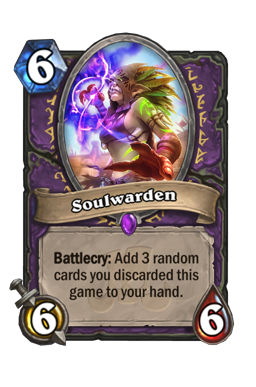 6
Soulwarden
Battlecry: Add 3 random
cards you discarded this
game to your hand.
6 6